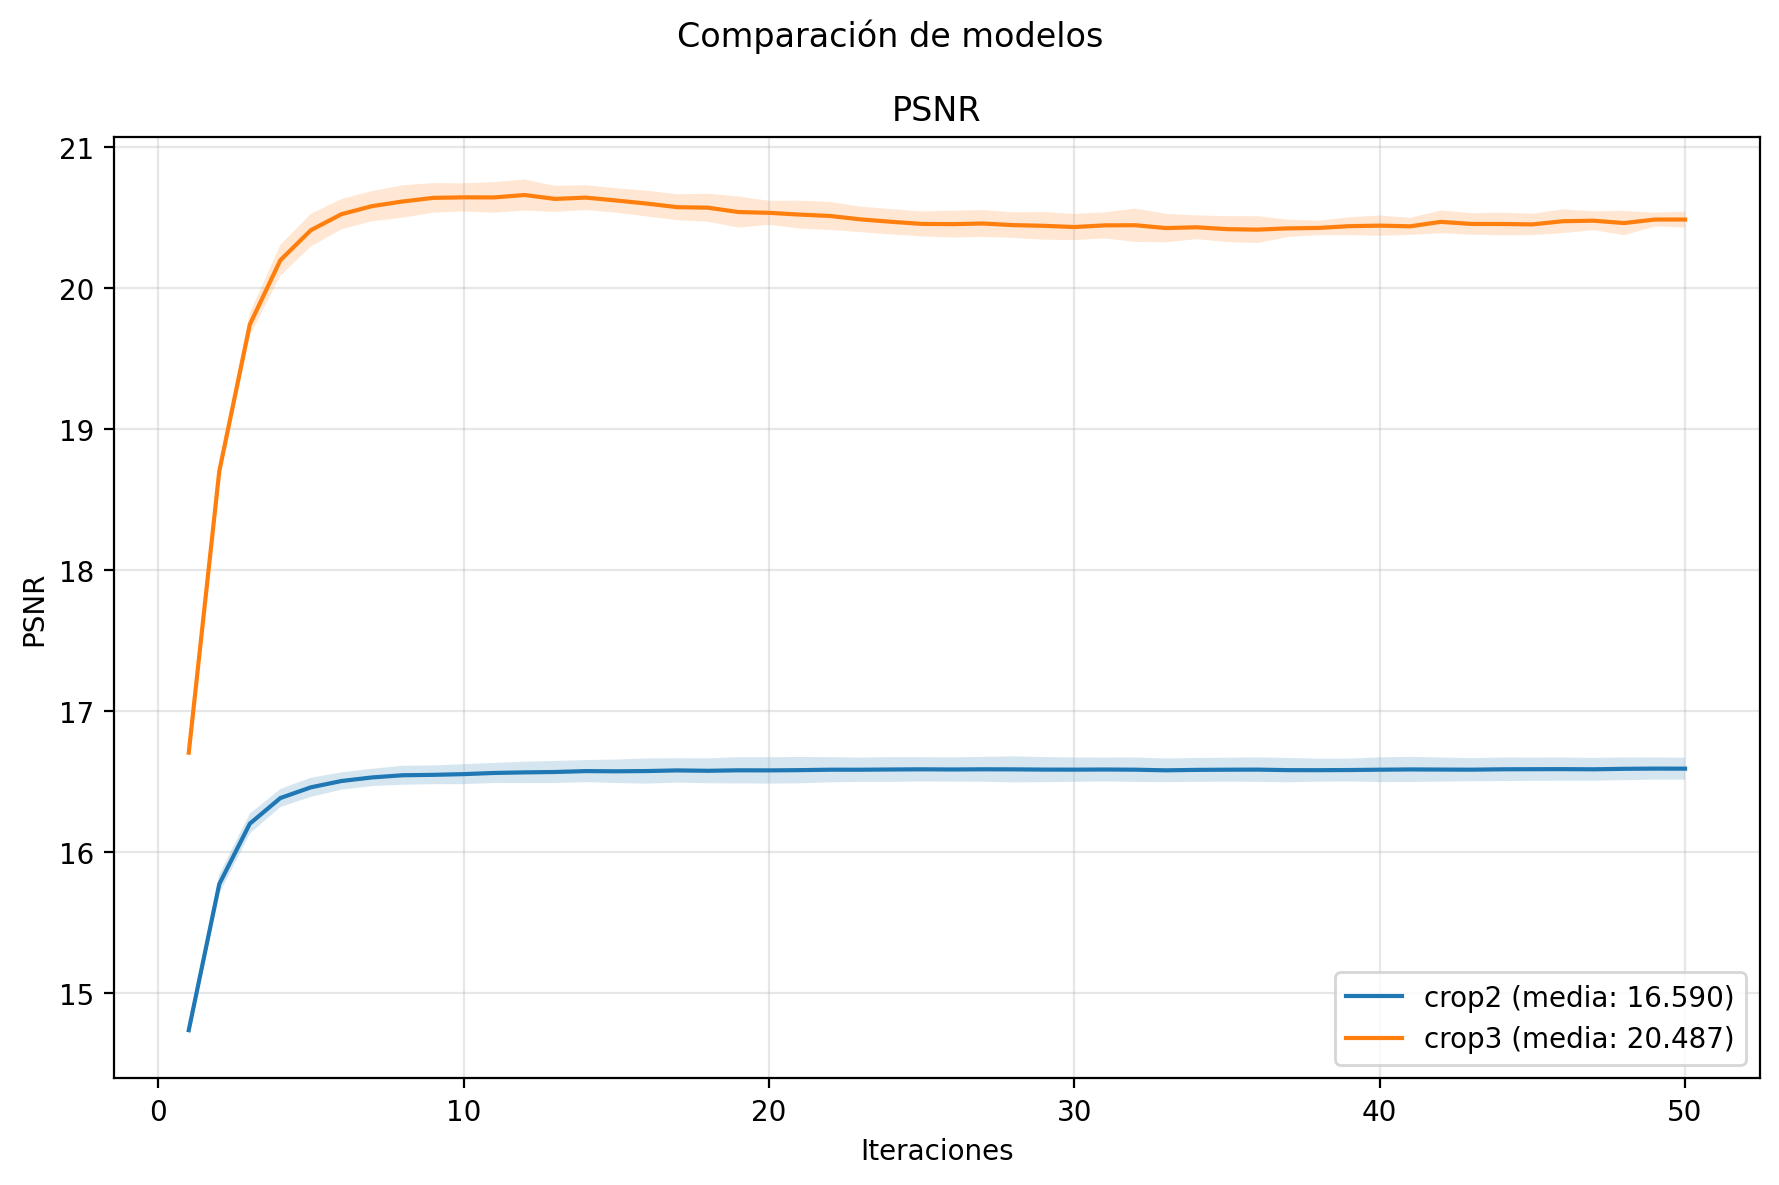 Comparación de modelos
PSNR
21
20
19
18
17
16
15
PSNR
0 10 20 30 40 50
Iteraciones
crop2 (media: 16.590)
crop3 (media: 20.487)